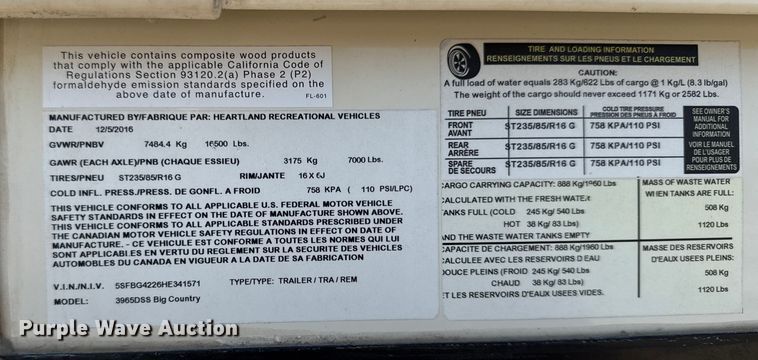 This vehicle contains composite wood products
that comply with the applicable California Code of
Regulations Section 93120.2(a) Phase 2 (P2)
formaldehyde emission standards specified on the
above date of manufacture.
FL-601
MANUFACTURED BY/FABRIQUE PAR: HEARTLAND RECREATIONAL VEHICLES
DATE 12/5/2016
GVWR/PNBV 7484.4 Kg 16500 Lbs.
GAWR (EACH AXLE)/PNB (CHAQUE ESSIEU) 3175 Kg 7000 Lbs.
TIRES/PNEU ST235/85/R16 G RIM/JANTE 16 X 6J
COLD INFL. PRESS./PRESS. DE GONFL. A FROID 758 KPA ( 110 PSI/LPC)
THIS VEHICLE CONFORMS TO ALL APPLICABLE U.S. FEDERAL MOTOR VEHICLE
SAFETY STANDARDS IN EFFECT ON THE DATE OF MANUFACTURE SHOWN ABOVE.
THIS VEHICLE CONFORMS TO ALL APPLICABLE STANDARDS PRESCRIBED UNDER
THE CANADIAN MOTOR VEHICLE SAFETY REGULATIONS IN EFFECT ON DATE OF
MANUFACTURE. - CE VEHICULE EST CONFORME A TOUTES LES NORMES QUI LUI
SONT APPLICABLES EN VERTU DU REGLEMENT SUR LA SECURITE DES VEHICLES
AUTOMOBILES DU CANADA EN VIGUEUR A LA DATE DE SA FABRICATION
V.I.N./N.I.V. 5SFBG4226HE341571 TYPE/TYPE: TRAILER / TRA / REM
MODEL: 3965DSS Big Country
TIRE AND LOADING INFORMATION
RENSEIGNEMENTS SUR LES PNEUS ET LE CHARGEMENT
CAUTION:
A full load of water equals 283 Kg/622 Lbs of cargo @ 1 Kg/L (8.3 lb/gal)
The weight of the cargo should never exceed 1171 Kg or 2582 Lbs.
TIRE PNEU SIZE DIMENSIONS COLD TIRE PRESSURE
PRESSION DES PNEUS A FROID
FRONT
AVANT ST235/85/R16 G 758 KPA/110 PSI
REAR
ARRIÈRE ST235/85/R16 G 758 KPA/110 PSI
SPARE
DE SECOURS ST235/85/R16 G 758 KPA/110 PSI
SEE OWNER'S
MANUAL FOR
ADDITIONAL
INFORMATION
VOIR LE MANUEL
DE L'USAGER
POUR PLUS DE
RENSEIGNEMENTS
CARGO CARRYING CAPACITY: 888 Kg/1960 Lbs
CALCULATED WITH THE FRESH WATER
TANKS FULL (COLD 245 Kg/ 540 Lbs
HOT 38 Kg/ 83 Lbs)
AND THE WASTE WATER TANKS EMPTY
MASS OF WASTE WATER
WHEN TANKS ARE FULL:
508 Kg
1120 Lbs
CAPACITE DE CHARGEMENT: 888 Kg/1960 Lbs
CALCULEE AVEC LES RESERVOIRS D EAU
DOUCE PLEINS (FROID 245 Kg/ 540 Lbs
CHAUD 38 Kg/ 83 Lbs)
ET LES RESERVOIRS D'EAUX USEES VIDES.
MASSE DES RESERVOIRS
D'EAUX USEES PLEINS:
508 Kg
1120 Lbs
Purple Wave Auction